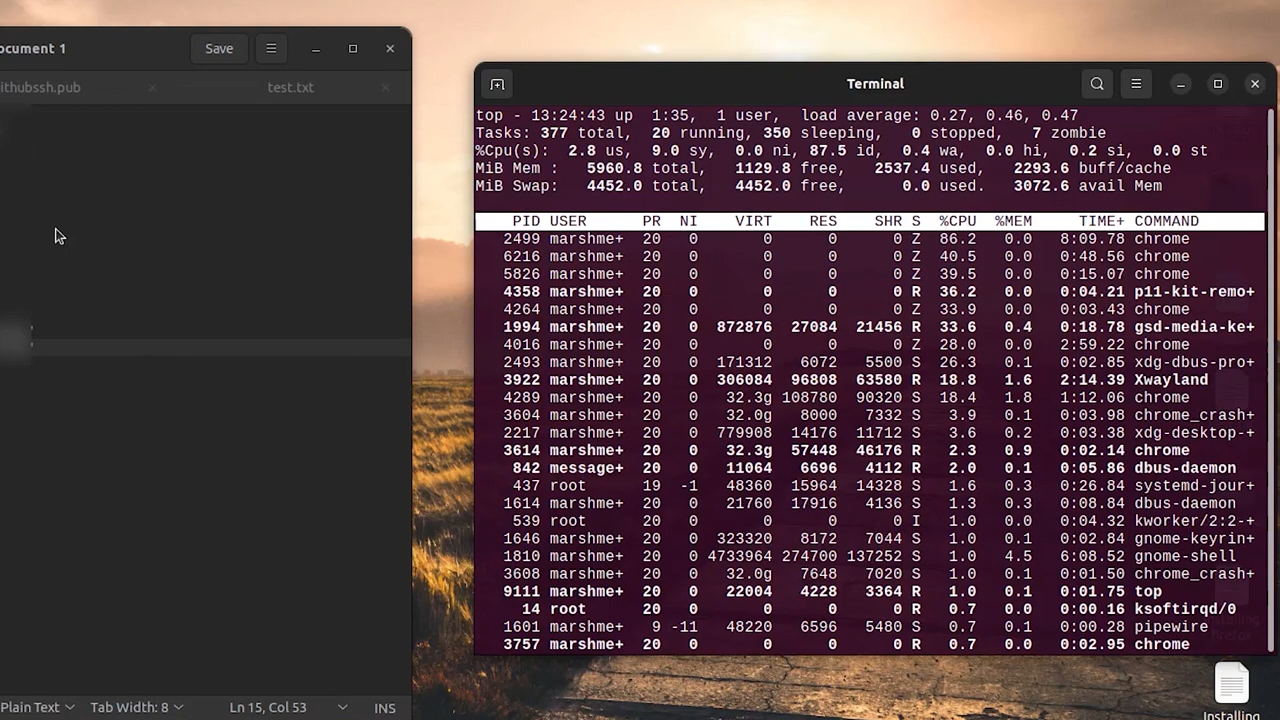 ocument 1
Save
ithubssh.pub
test.txt
Plain Text
Tab Width: 8
Ln 15, Col 53
INS
Terminal
top - 13:24:43 up  1:35,  1 user,  load average: 0.27, 0.46, 0.47
Tasks: 377 total,  20 running, 350 sleeping,   0 stopped,   7 zombie
%Cpu(s):  2.8 us,  9.0 sy,  0.0 ni, 87.5 id,  0.4 wa,  0.0 hi,  0.2 si,  0.0 st
MiB Mem :   5960.8 total,   1129.8 free,   2537.4 used,   2293.6 buff/cache
MiB Swap:   4452.0 total,   4452.0 free,      0.0 used.   3072.6 avail Mem
PID USER      PR  NI    VIRT    RES    SHR S  %CPU  %MEM     TIME+ COMMAND
2499 marshme+  20   0       0      0      0 Z  86.2   0.0   8:09.78 chrome
6216 marshme+  20   0       0      0      0 Z  40.5   0.0   0:48.56 chrome
5826 marshme+  20   0       0      0      0 Z  39.5   0.0   0:15.07 chrome
4358 marshme+  20   0       0      0      0 R  36.2   0.0   0:04.21 p11-kit-remo+
4264 marshme+  20   0       0      0      0 Z  33.9   0.0   0:03.43 chrome
1994 marshme+  20   0  872876  27084  21456 R  33.6   0.4   0:18.78 gsd-media-ke+
4016 marshme+  20   0       0      0      0 Z  28.0   0.0   2:59.22 chrome
2493 marshme+  20   0  171312   6072   5500 S  26.3   0.1   0:02.85 xdg-dbus-pro+
3922 marshme+  20   0  306084  96808  63580 R  18.8   1.6   2:14.39 Xwayland
4289 marshme+  20   0   32.3g 108780  90320 S  18.4   1.8   1:12.06 chrome
3604 marshme+  20   0   32.0g   8000   7332 S   3.9   0.1   0:03.98 chrome_crash+
2217 marshme+  20   0  779908  14176  11712 S   3.6   0.2   0:03.38 xdg-desktop-+
3614 marshme+  20   0   32.3g  57448  46176 R   2.3   0.9   0:02.14 chrome
842 message+  20   0   11064   6696   4112 R   2.0   0.1   0:05.86 dbus-daemon
437 root      19  -1   48360  15964  14328 S   1.6   0.3   0:26.84 systemd-jour+
1614 marshme+  20   0   21760  17916   4136 S   1.3   0.3   0:08.84 dbus-daemon
539 root      20   0       0      0      0 I   1.0   0.0   0:04.32 kworker/2:2-+
1646 marshme+  20   0  323320   8172   7044 S   1.0   0.1   0:02.84 gnome-keyrin+
1810 marshme+  20   0 4733964 274700 137252 S   1.0   4.5   6:08.52 gnome-shell
3608 marshme+  20   0   32.0g   7648   7020 S   1.0   0.1   0:01.50 chrome_crash+
9111 marshme+  20   0   22004   4228   3364 R   1.0   0.1   0:01.75 top
14 root      20   0       0      0      0 R   0.7   0.0   0:00.16 ksoftirqd/0
1601 marshme+   9 -11   48220   6596   5480 S   0.7   0.1   0:00.28 pipewire
3757 marshme+  20   0       0      0      0 R   0.7   0.0   0:02.95 chrome
Installing